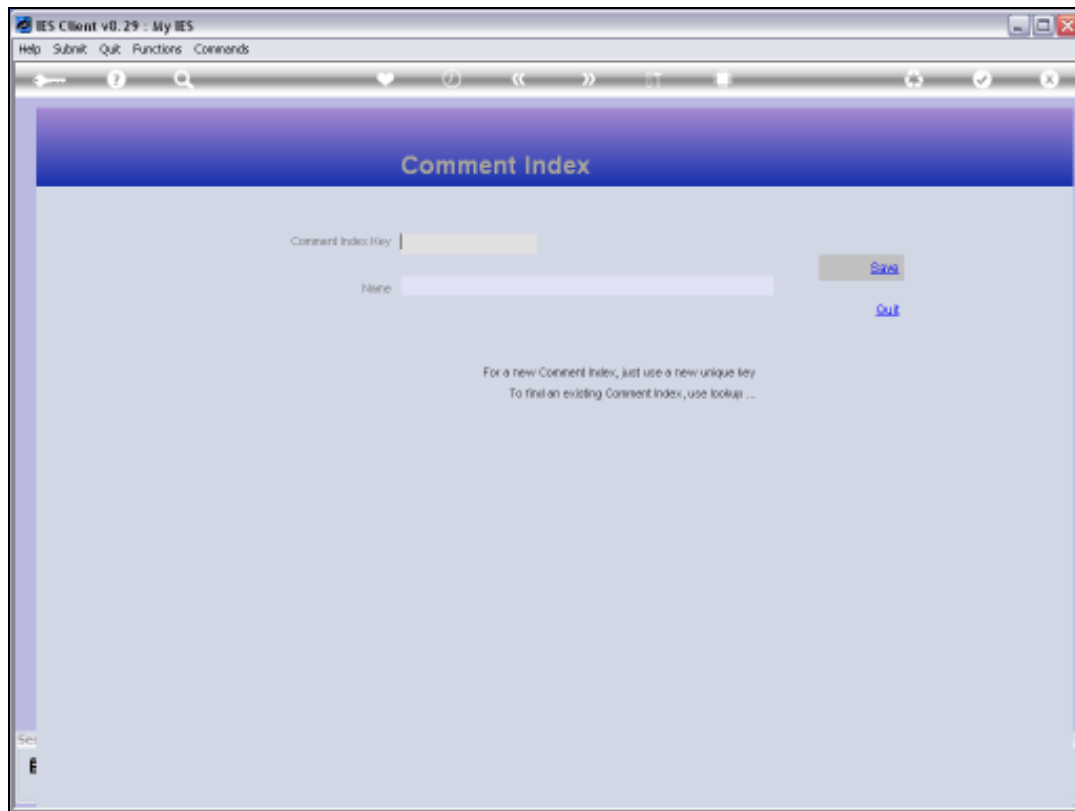 IES Client v8.29 : My IES
Help Submit Quit Functions Commands
Comment Index
Comment Index Key
Save
Name
Quit
For a new Comment Index, just use a new unique key
To find an existing Comment Index, use lookup ...